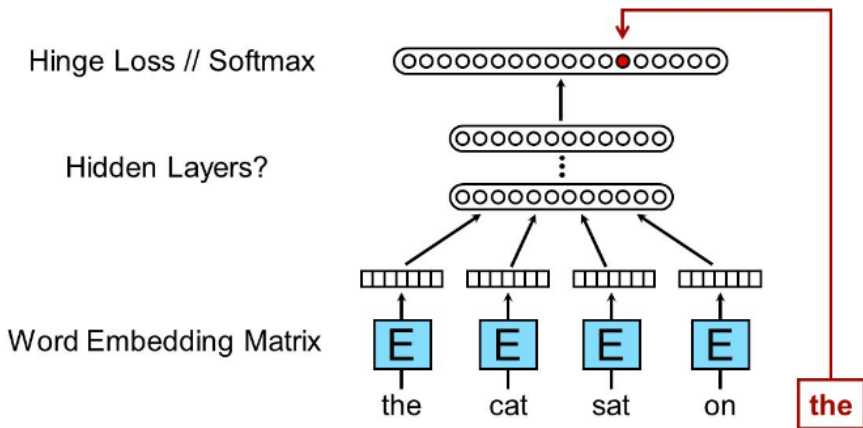 Hinge Loss // Softmax
Hidden Layers?
Word Embedding Matrix
E E E E
the cat sat on the